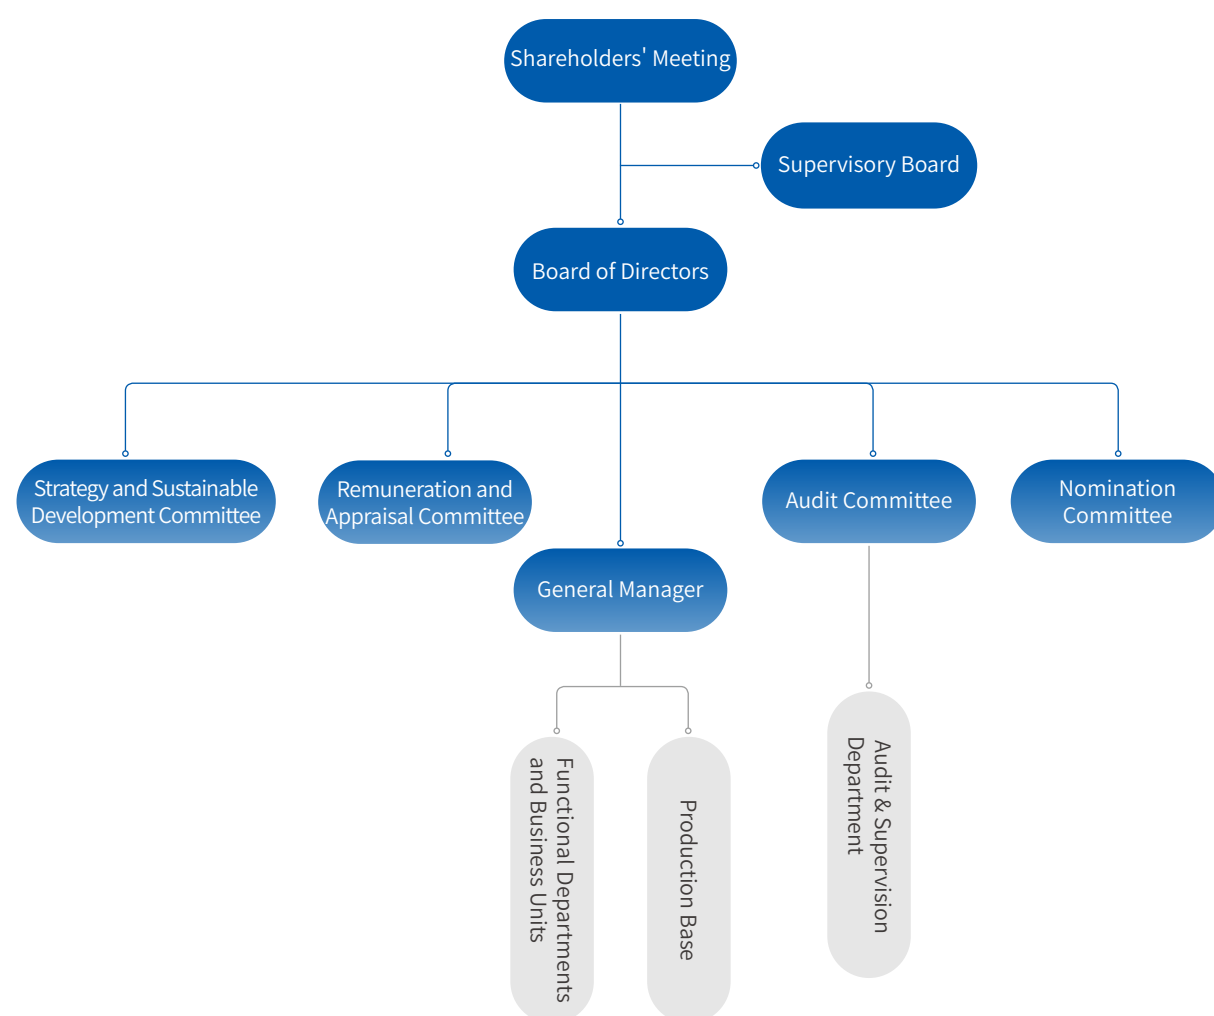 Shareholders' Meeting
Supervisory Board
Board of Directors
Strategy and Sustainable
Development Committee
Remuneration and
Appraisal Committee
Audit Committee
Nomination
Committee
General Manager
Functional Departments
and Business Units
Production Base
Audit & Supervision
Department